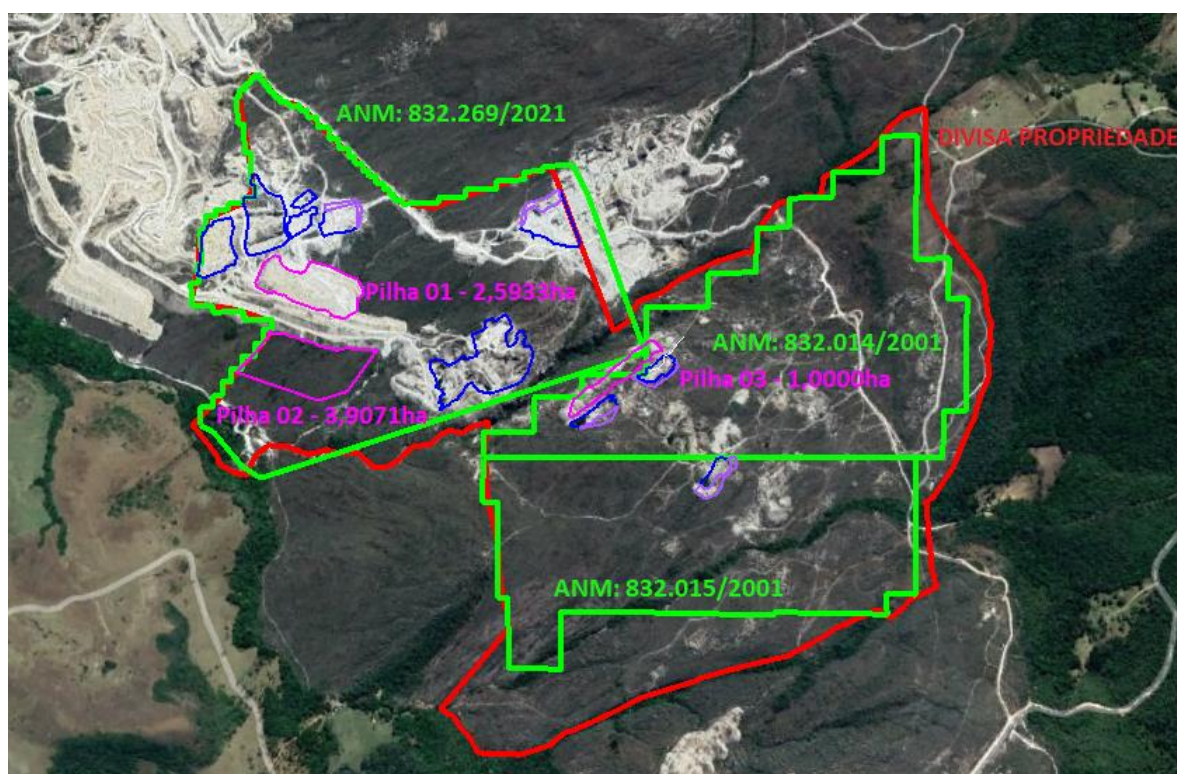 ANM: 832.269/2021
DIVISA PROPRIEDADE
Pilha 01 - 2,5933ha
ANM: 832.014/2001
Pilha 03 - 1,0000ha
Pilha 02 - 3,9071ha
ANM: 832.015/2001